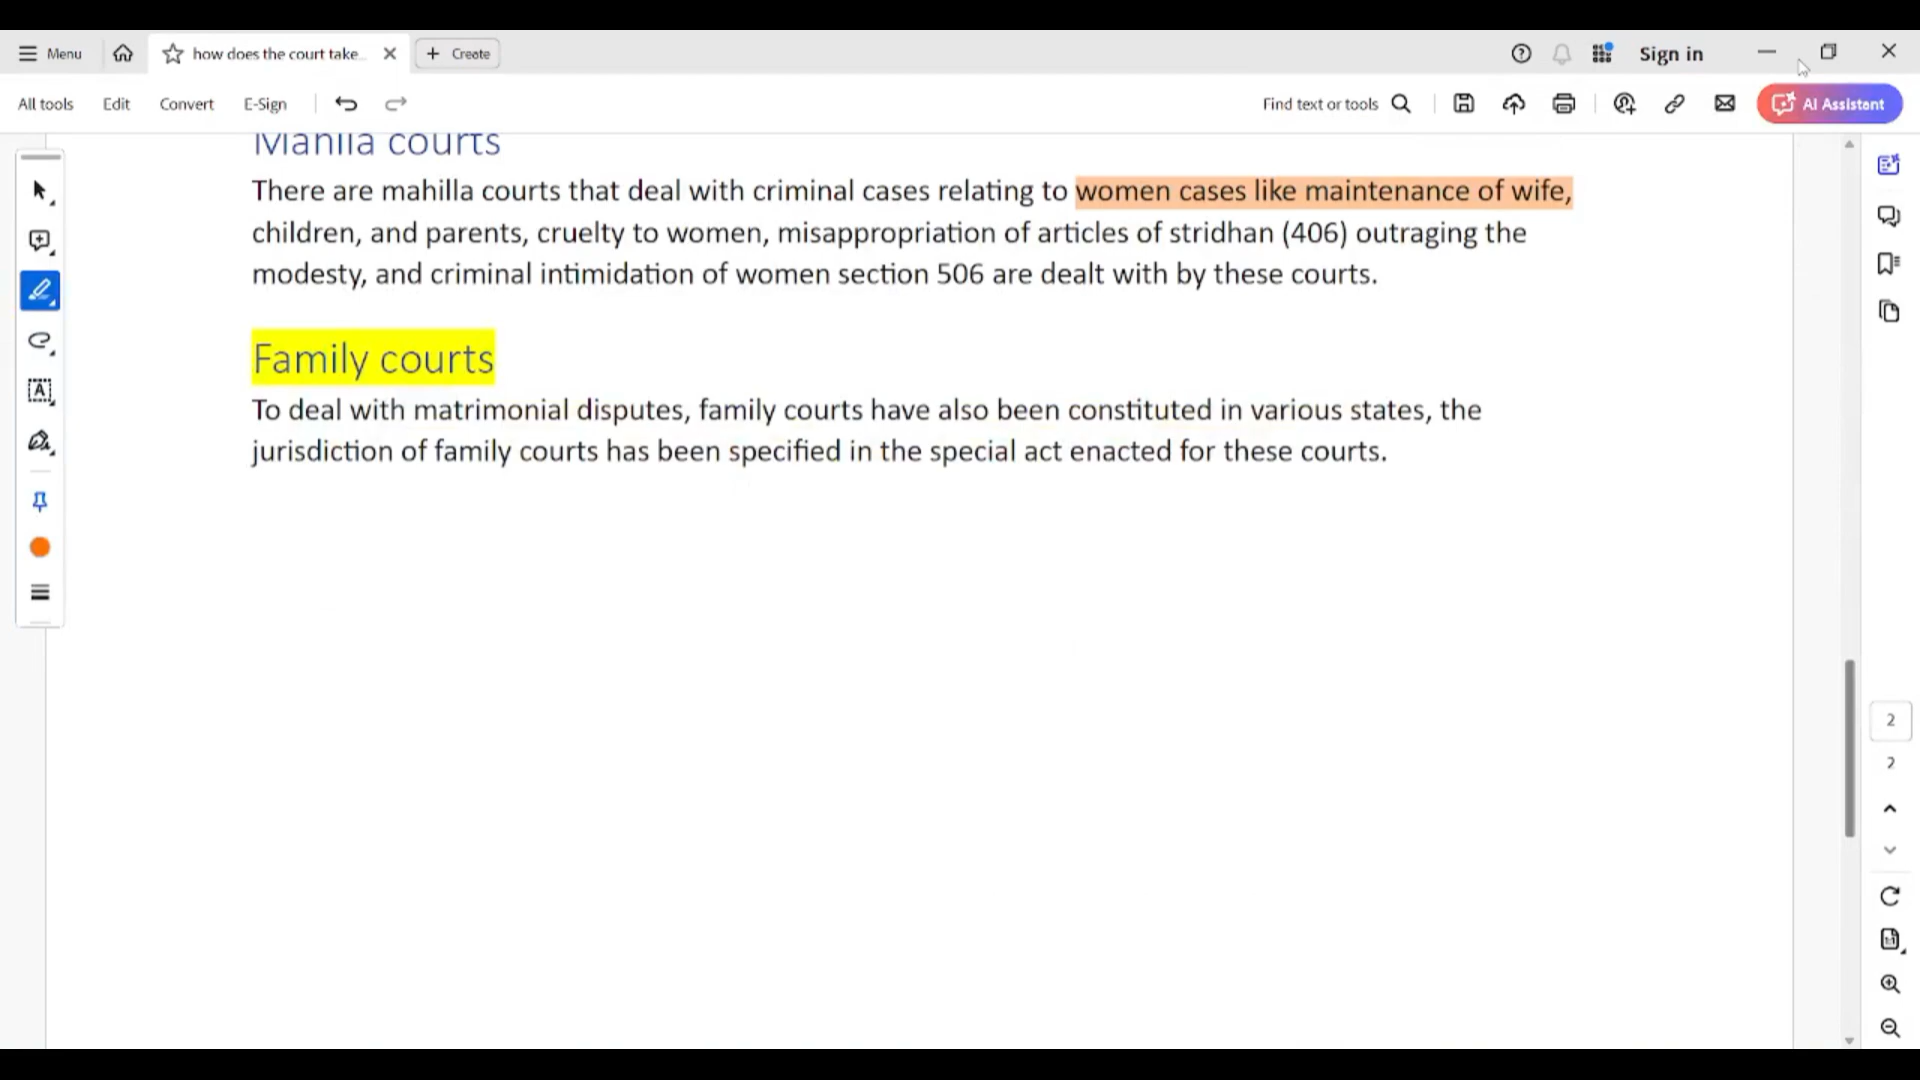 Menu
how does the court take...
Create
Sign in
All tools
Edit
Convert
E-Sign
Find text or tools
AI Assistant
Mahila courts
There are mahilla courts that deal with criminal cases relating to women cases like maintenance of wife,
children, and parents, cruelty to women, misappropriation of articles of stridhan (406) outraging the
modesty, and criminal intimidation of women section 506 are dealt with by these courts.
Family courts
To deal with matrimonial disputes, family courts have also been constituted in various states, the
jurisdiction of family courts has been specified in the special act enacted for these courts.
2
2